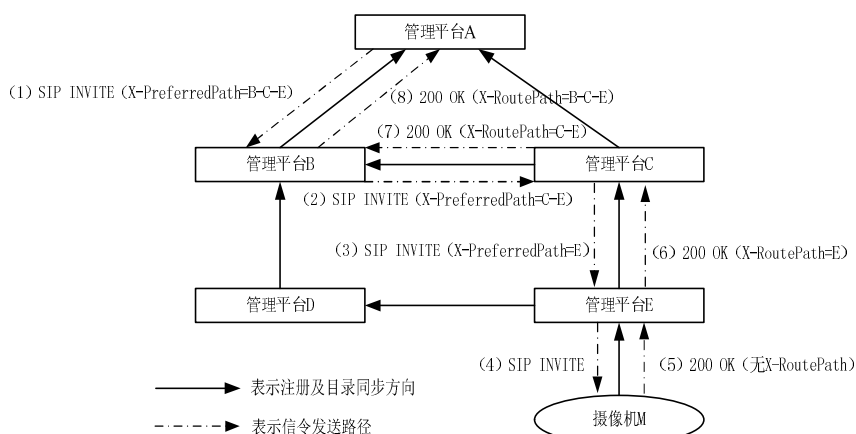 管理平台A
(1) SIP INVITE（X-PreferredPath=B-C-E）
(8) 200 OK（X-RoutePath=B-C-E）
(7) 200 OK（X-RoutePath=C-E）
管理平台B
管理平台C
(2) SIP INVITE（X-PreferredPath=C-E）
(3) SIP INVITE（X-PreferredPath=E）
(6) 200 OK（X-RoutePath=E）
管理平台D
管理平台E
(4) SIP INVITE
(5) 200 OK（无X-RoutePath）
表示注册及目录同步方向
摄像机M
表示信令发送路径